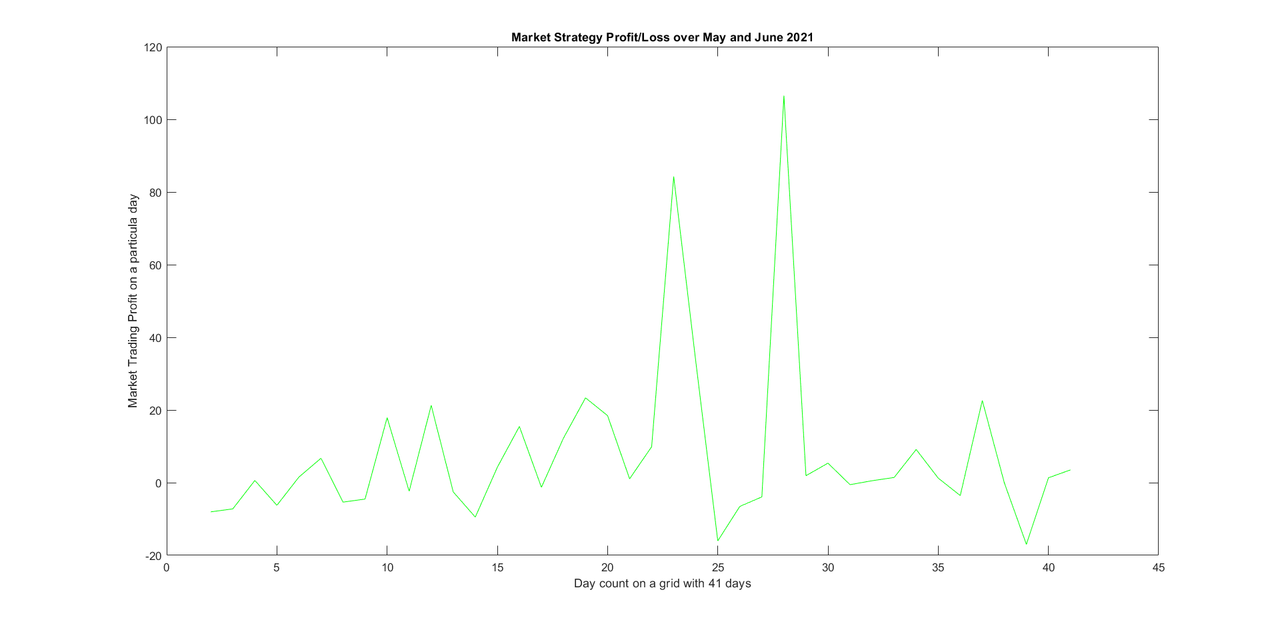 Market Strategy Profit/Loss over May and June 2021
Market Trading Profit on a particula day
120
100
80
60
40
20
0
-20
0 5 10 15 20 25 30 35 40 45
Day count on a grid with 41 days